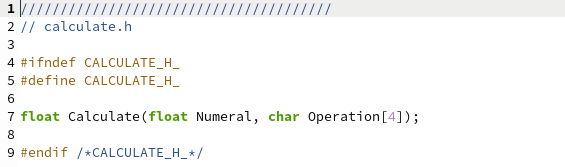 1 ///////////////////////////////////////
2 // calculate.h
3
4 #ifndef CALCULATE_H_
5 #define CALCULATE_H_
6
7 float Calculate(float Numeral, char Operation[4]);
8
9 #endif /*CALCULATE_H_*/